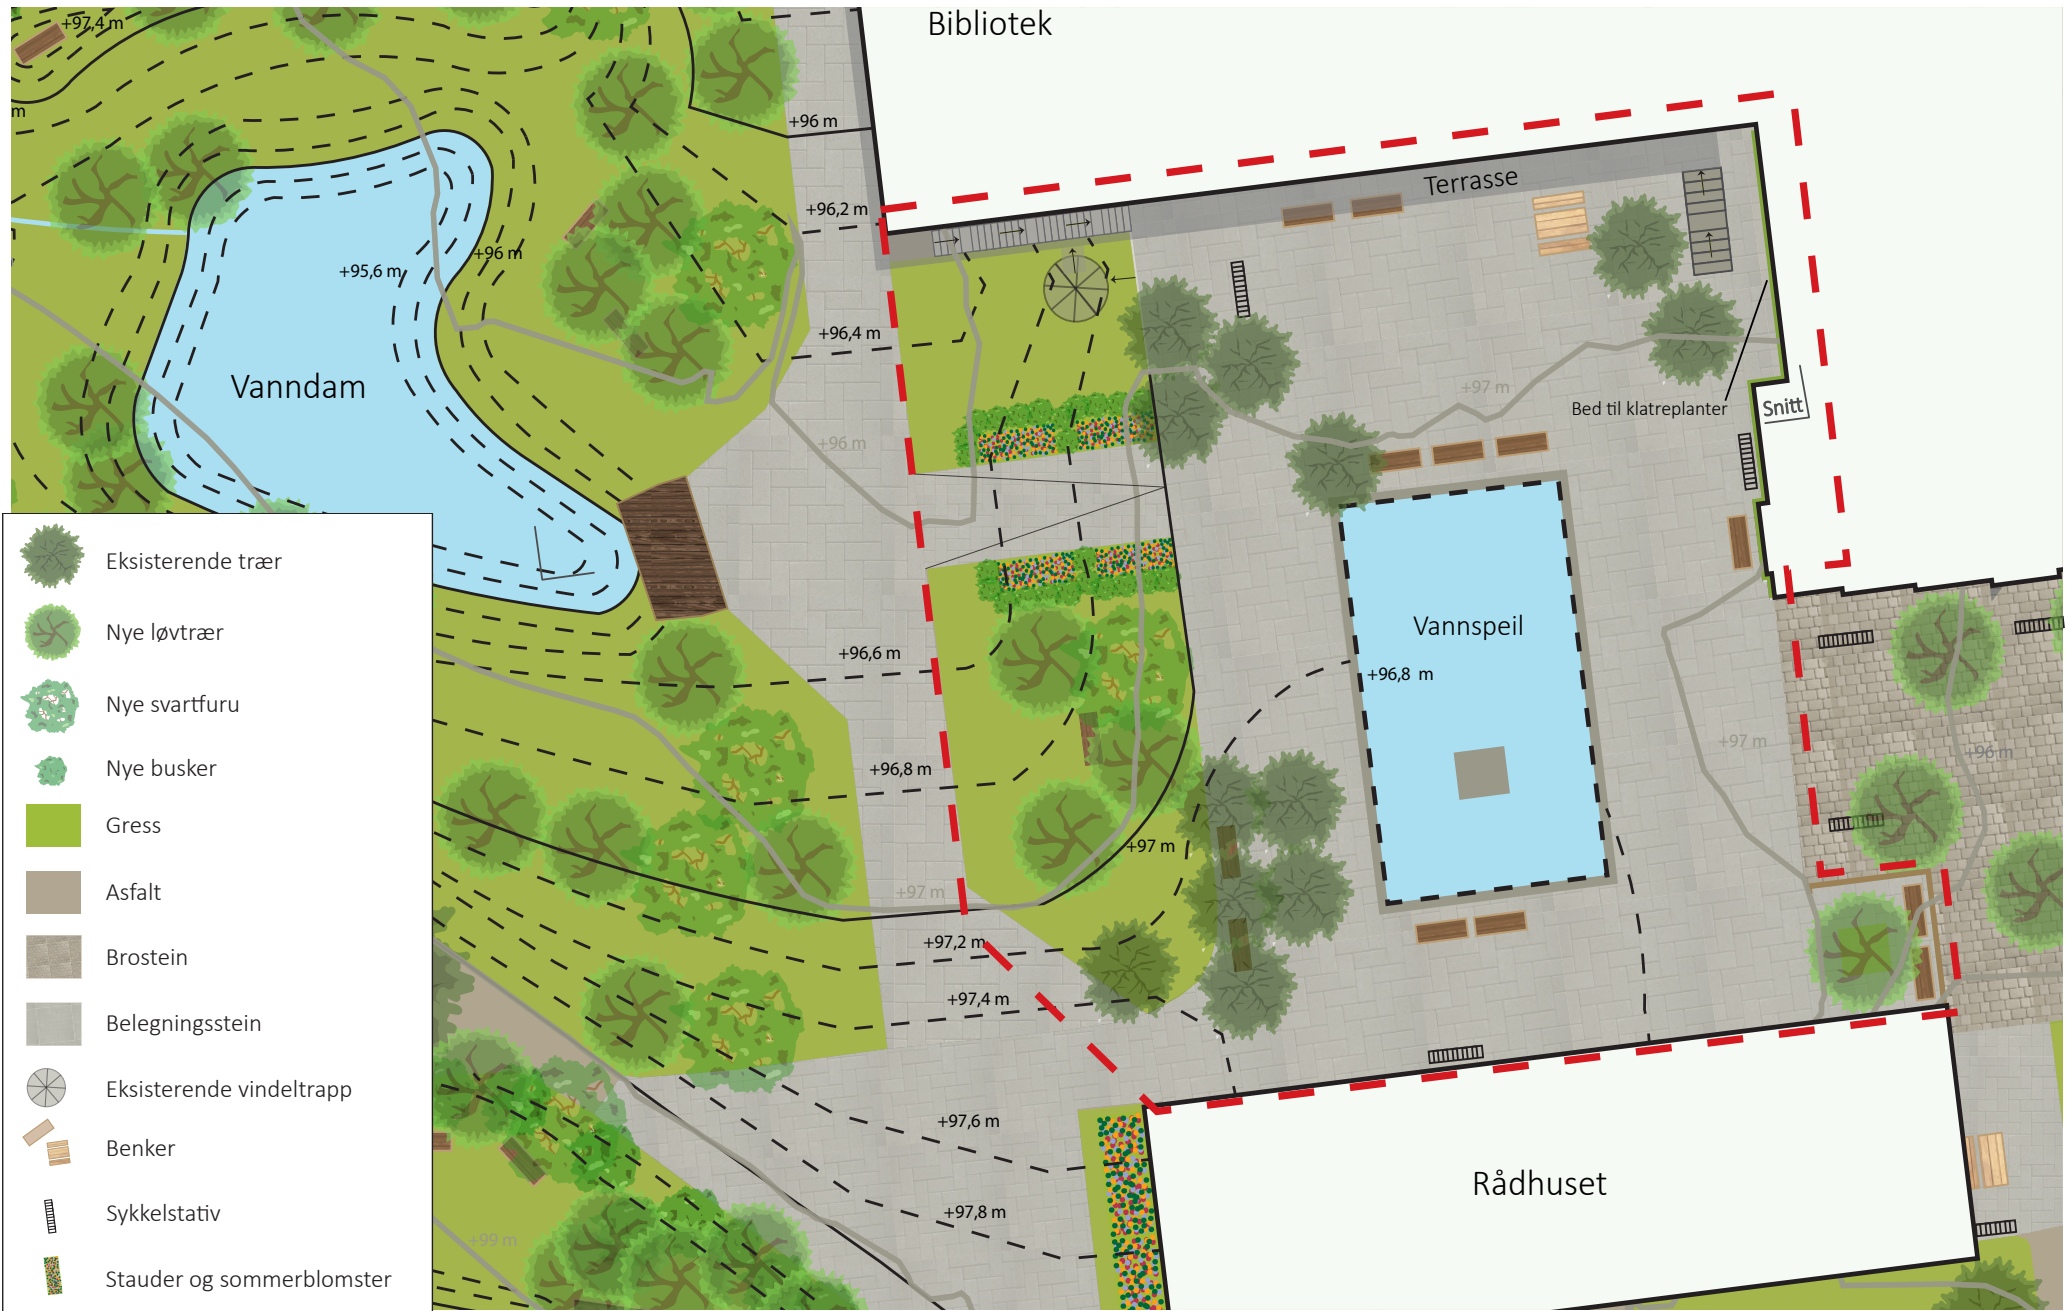 Bibliotek
+97,4 m
m
+96 m
Terrasse
+96,2 m
+96 m
+95,6 m
+96,4 m
Vanndam
+97 m
Bed til klatreplanter
Snitt
+96 m
Vannspeil
+96,6 m
+96,8 m
+97 m
+96 m
+96,8 m
+97 m
+97 m
+97,2 m
+97,4 m
+97,6 m
+97,8 m
Rådhuset
+99 m
Eksisterende trær
Nye løvtrær
Nye svartfuru
Nye busker
Gress
Asfalt
Brostein
Belegningsstein
Eksisterende vindeltrapp
Benker
Sykkelstativ
Stauder og sommerblomster